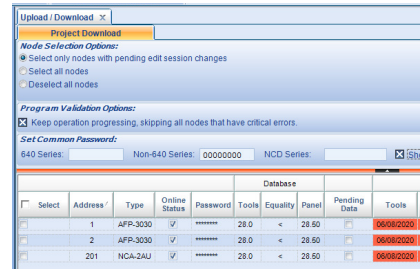 Upload / Download X
Project Download
Node Selection Options:
Select only nodes with pending edit session changes
Select all nodes
Deselect all nodes
Program Validation Options:
Keep operation progressing, skipping all nodes that have critical errors.
Set Common Password:
640 Series: Non-640 Series: 00000000 NCD Series: Sh
Database
Select Address Type Online Status Password Tools Equality Panel Pending Data Tools
1 AFP-3030 ******** 28.0 < 28.50 06/08/2020
2 AFP-3030 ******** 28.0 < 28.50 06/08/2020
201 NCA-2AU ******** 28.0 < 28.60 06/08/2020